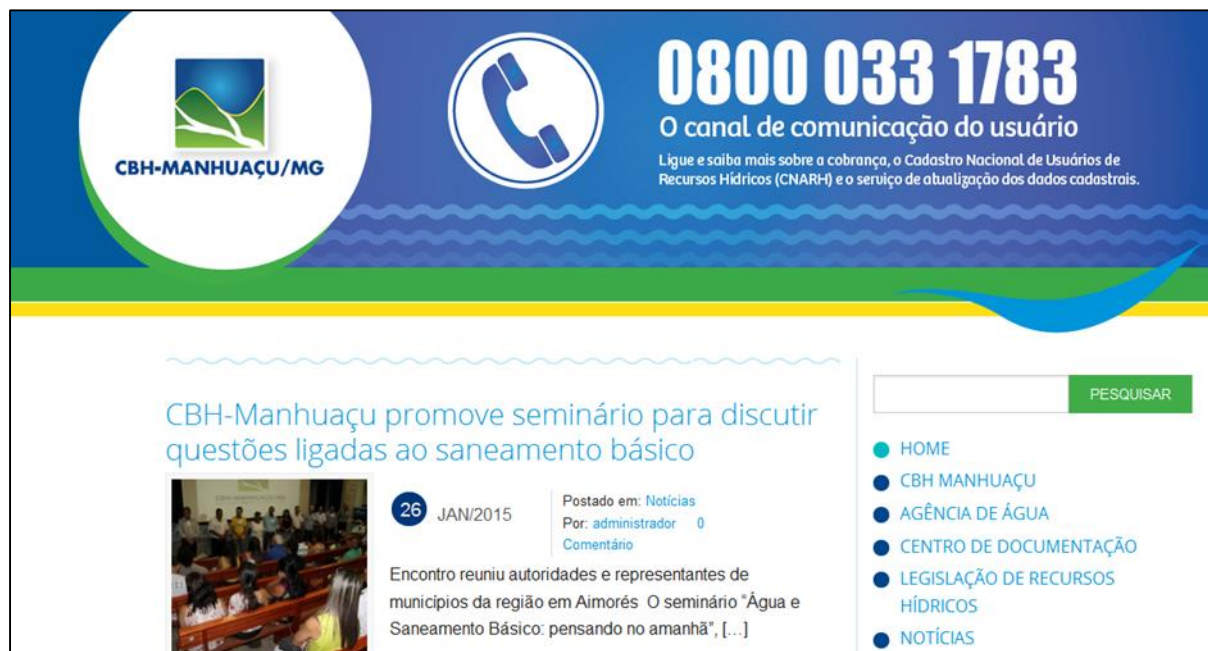 CBH-MANHUAÇU/MG
0800 033 1783
O canal de comunicação do usuário
Ligue e saiba mais sobre a cobrança, o Cadastro Nacional de Usuários de
Recursos Hídricos (CNARH) e o serviço de atualização dos dados cadastrais.
CBH-Manhuaçu promove seminário para discutir
questões ligadas ao saneamento básico
26 JAN/2015
Postado em: Notícias
Por: administrador 0
Comentário
Encontro reuniu autoridades e representantes de
municípios da região em Aimorés O seminário “Água e
Saneamento Básico: pensando no amanhã”, [...]
PESQUISAR
HOME
CBH MANHUAÇU
AGÊNCIA DE ÁGUA
CENTRO DE DOCUMENTAÇÃO
LEGISLAÇÃO DE RECURSOS
HÍDRICOS
NOTÍCIAS